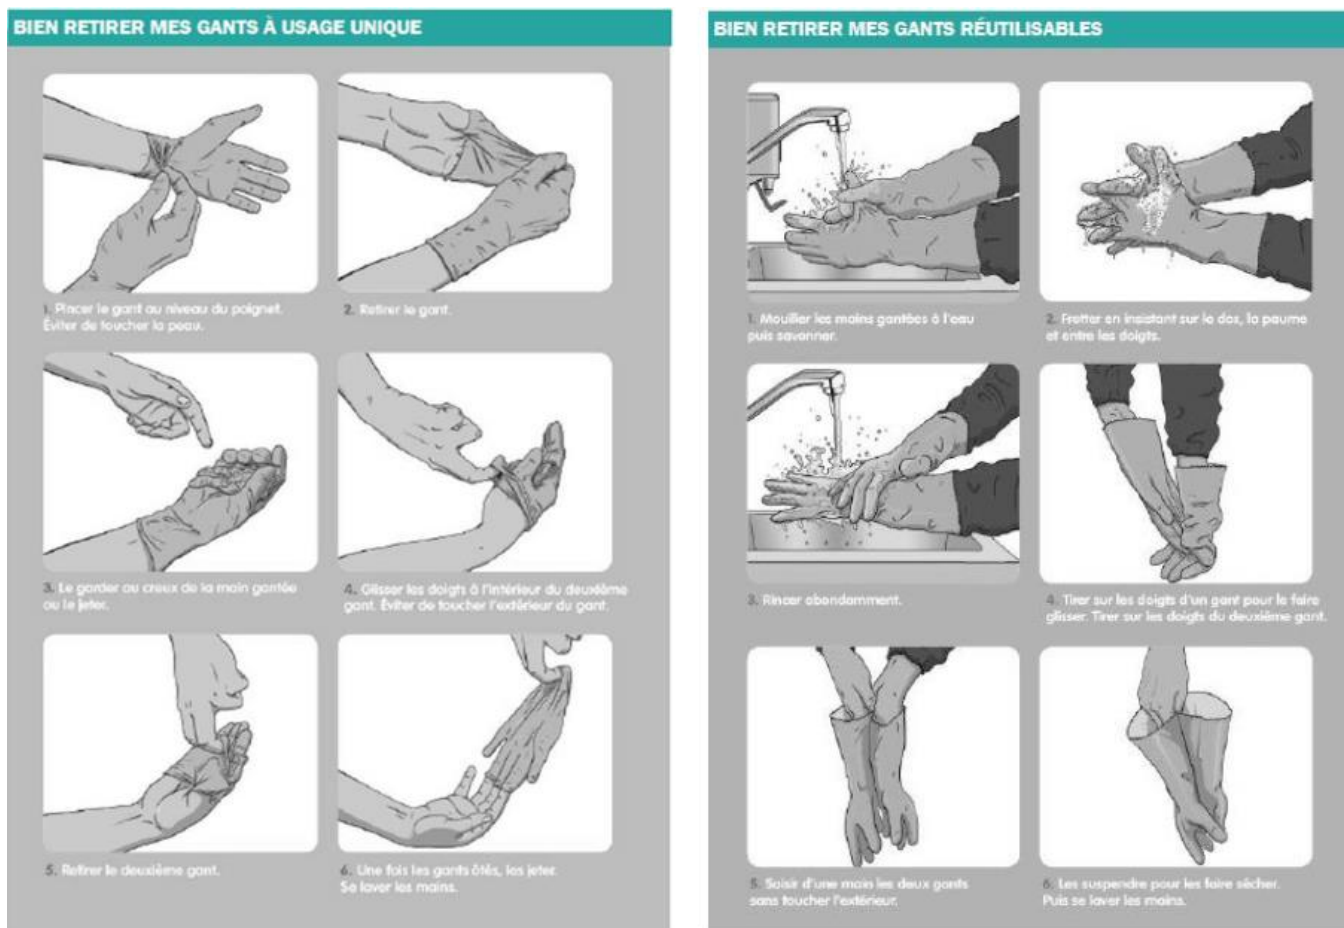 BIEN RETIRER MES GANTS À USAGE UNIQUE
1. Pincer le gant au niveau du poignet.
Éviter de toucher la peau.
2. Retirer le gant.
3. Le garder au creux de la main gantée
ou le jeter.
4. Glisser les doigts à l'intérieur du deuxième
gant. Éviter de toucher l'extérieur du gant.
5. Retirer le deuxième gant.
6. Une fois les gants ôtés, les jeter.
Se laver les mains.
BIEN RETIRER MES GANTS RÉUTILISABLES
1. Mouiller les mains gantées à l'eau
puis savonner.
2. Frotter en insistant sur le dos, la paume
et entre les doigts.
3. Rincer abondamment.
4. Tirer sur les doigts d'un gant pour le faire
glisser. Tirer sur les doigts du deuxième gant.
5. Saisir d'une main les deux gants
sans toucher l'extérieur.
6. Les suspendre pour les faire sécher.
Puis se laver les mains.